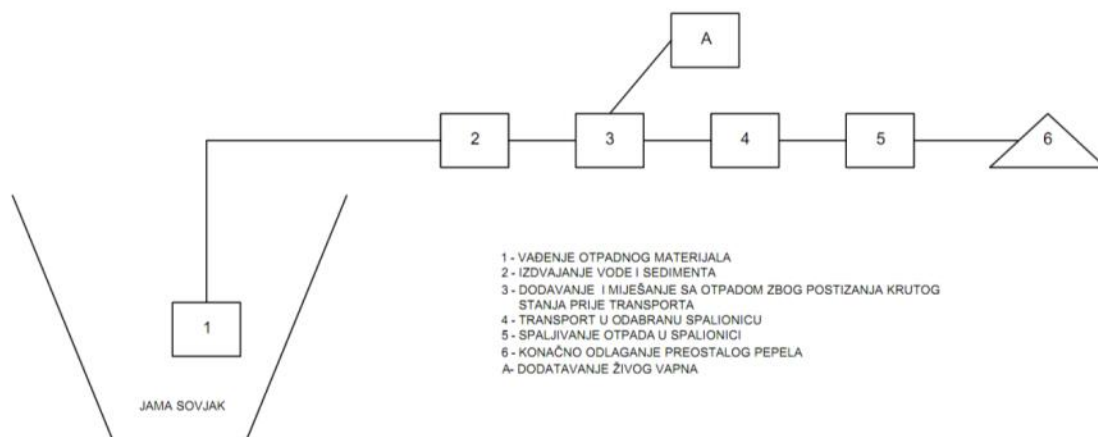 A
2
3
4
5
6
1
JAMA SOVJAK
1 - VAĐENJE OTPADNOG MATERIJALA
2 - IZDVAJANJE VODE I SEDIMENTA
3 - DODAVANJE I MIJEŠANJE SA OTPADOM ZBOG POSTIZANJA KRUTOG
STANJA PRIJE TRANSPORTA
4 - TRANSPORT U ODABRANU SPALIONICU
5 - SPALJIVANJE OTPADA U SPALIONICI
6 - KONAČNO ODLAGANJE PREOSTALOG PEPELA
A- DODATAVANJE ŽIVOG VAPNA